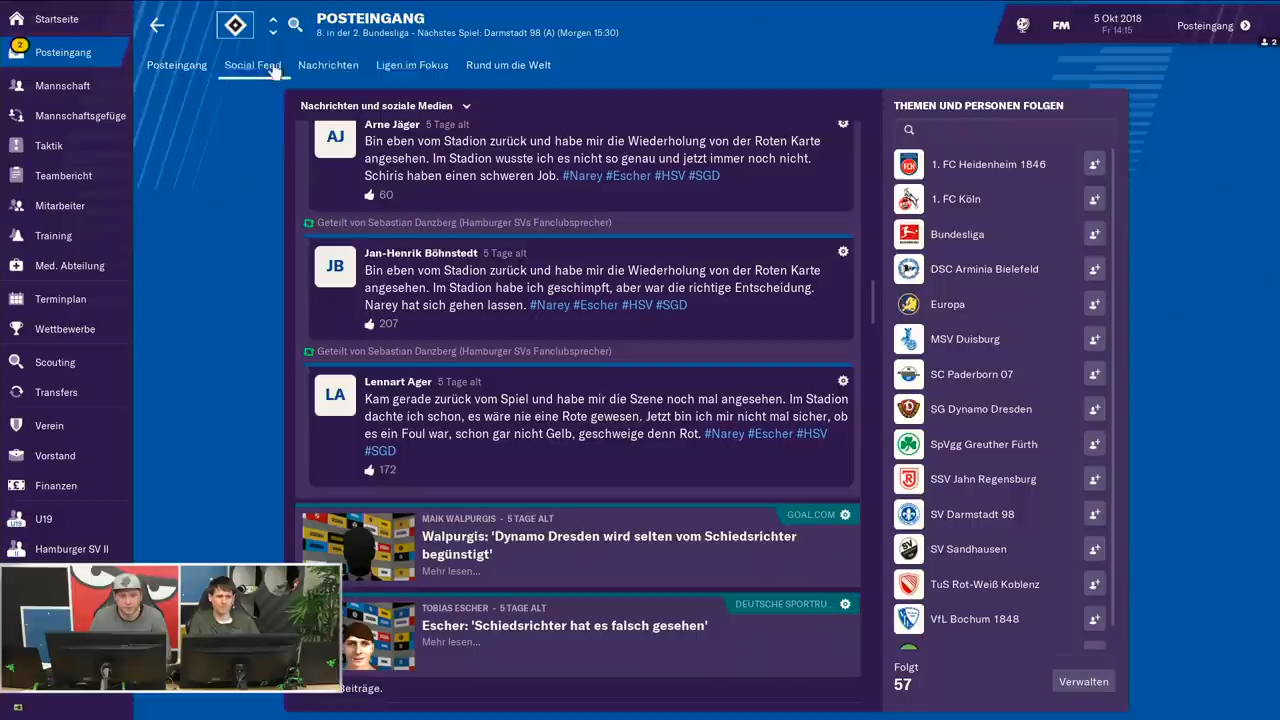 Startseite
2
Posteingang
Mannschaft
Mannschaftsgefüge
Taktik
Teambericht
Mitarbeiter
Training
Med. Abteilung
Terminplan
Wettbewerbe
Scouting
Transfers
Verein
Vorstand
Finanzen
U19
U19
Hamburger SV II
POSTEINGANG
8. in der 2. Bundesliga - Nächstes Spiel: Darmstadt 98 (A) (Morgen 15:30)
FM
5 Okt 2018
Fr 14:15
Posteingang
2
Posteingang
Social Feed
Nachrichten
Ligen im Fokus
Rund um die Welt
Nachrichten und soziale Medien
AJ
Arne Jäger 5 Tage alt
Bin eben vom Stadion zurück und habe mir die Wiederholung von der Roten Karte
angesehen. Im Stadion wusste ich es nicht so genau und jetzt immer noch nicht.
Schiris haben einen schweren Job. #Narey #Escher #HSV #SGD
60
Geteilt von Sebastian Danzberg (Hamburger SVs Fanclubsprecher)
JB
Jan-Henrik Böhnstedt 5 Tage alt
Bin eben vom Stadion zurück und habe mir die Wiederholung von der Roten Karte
angesehen. Im Stadion habe ich geschimpft, aber war die richtige Entscheidung.
Narey hat sich gehen lassen. #Narey #Escher #HSV #SGD
207
Geteilt von Sebastian Danzberg (Hamburger SVs Fanclubsprecher)
LA
Lennart Ager 5 Tage alt
Kam gerade zurück vom Spiel und habe mir die Szene noch mal angesehen. Im Stadion
dachte ich schon, es wäre nie eine Rote gewesen. Jetzt bin ich mir nicht mal sicher, ob
es ein Foul war, schon gar nicht Gelb, geschweige denn Rot. #Narey #Escher #HSV
#SGD
172
MAIK WALPURGIS - 5 TAGE ALT
GOAL.COM
Walpurgis: 'Dynamo Dresden wird selten vom Schiedsrichter
begünstigt'
Mehr lesen...
TOBIAS ESCHER - 5 TAGE ALT
DEUTSCHE SPORTRU...
Escher: 'Schiedsrichter hat es falsch gesehen'
Mehr lesen...
Beiträge.
THEMEN UND PERSONEN FOLGEN
1. FC Heidenheim 1846
1. FC Köln
Bundesliga
DSC Arminia Bielefeld
Europa
MSV Duisburg
SC Paderborn 07
SG Dynamo Dresden
SpVgg Greuther Fürth
SSV Jahn Regensburg
SV Darmstadt 98
SV Sandhausen
TuS Rot-Weiß Koblenz
VfL Bochum 1848
Folgt
57
Verwalten